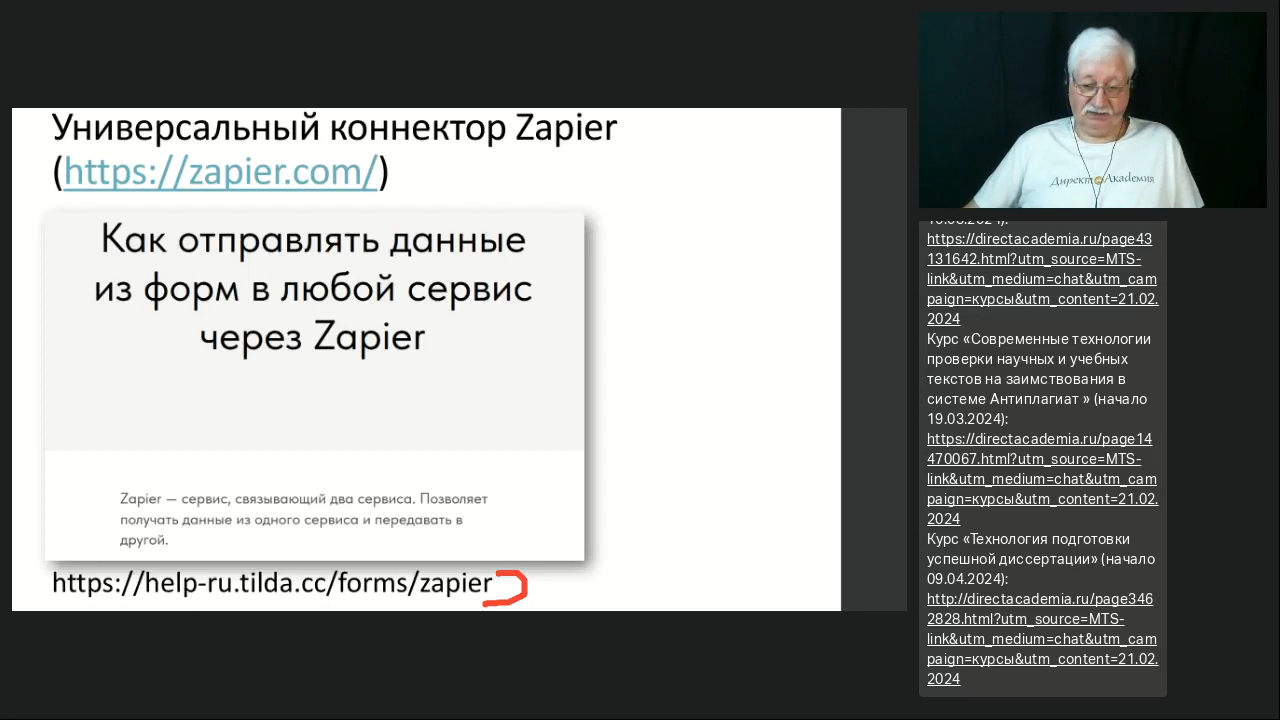 Универсальный коннектор Zapier
(https://zapier.com/)
Как отправлять данные
из форм в любой сервис
через Zapier
Zapier — сервис, связывающий два сервиса. Позволяет
получать данные из одного сервиса и передавать в
другой.
https://help-ru.tilda.cc/forms/zapier
ДиректАкадемия
https://directacademia.ru/page43
131642.html?utm_source=MTS-
link&utm_medium=chat&utm_cam
paign=курсы&utm_content=21.02.
2024
Курс «Современные технологии
проверки научных и учебных
текстов на заимствования в
системе Антиплагиат » (начало
19.03.2024):
https://directacademia.ru/page14
470067.html?utm_source=MTS-
link&utm_medium=chat&utm_cam
paign=курсы&utm_content=21.02.
2024
Курс «Технология подготовки
успешной диссертации» (начало
09.04.2024):
http://directacademia.ru/page346
2828.html?utm_source=MTS-
link&utm_medium=chat&utm_cam
paign=курсы&utm_content=21.02.
2024